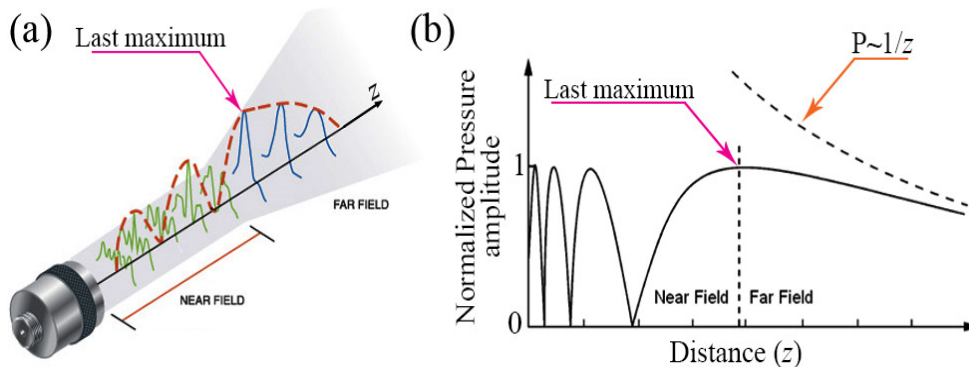 (a)
Last maximum
z
FAR FIELD
NEAR FIELD
(b)
P~1/z
Last maximum
Normalized Pressure
amplitude
1
0
Near Field
Far Field
Distance (z)